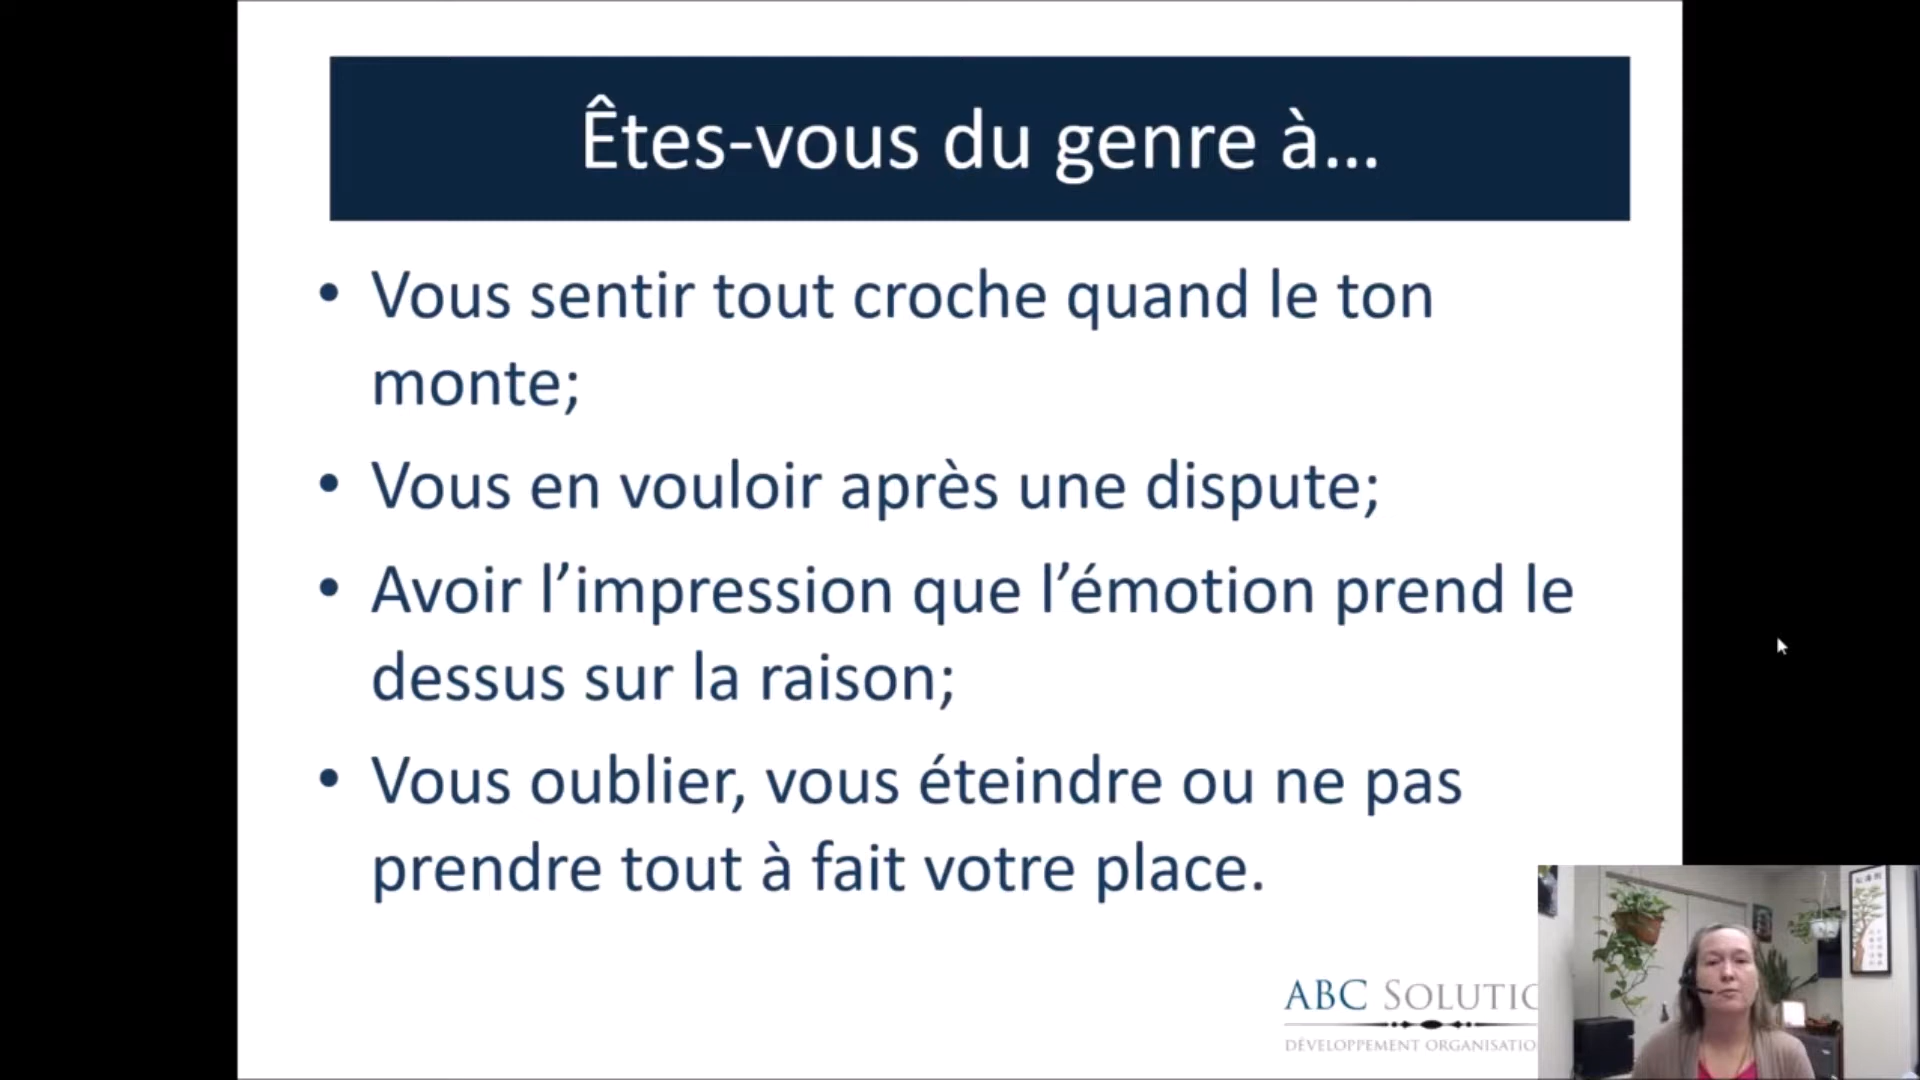 Êtes-vous du genre à...
• Vous sentir tout croche quand le ton
monte;
• Vous en vouloir après une dispute;
• Avoir l’impression que l’émotion prend le
dessus sur la raison;
• Vous oublier, vous éteindre ou ne pas
prendre tout à fait votre place.
ABC
DÉVELOPPEMENT